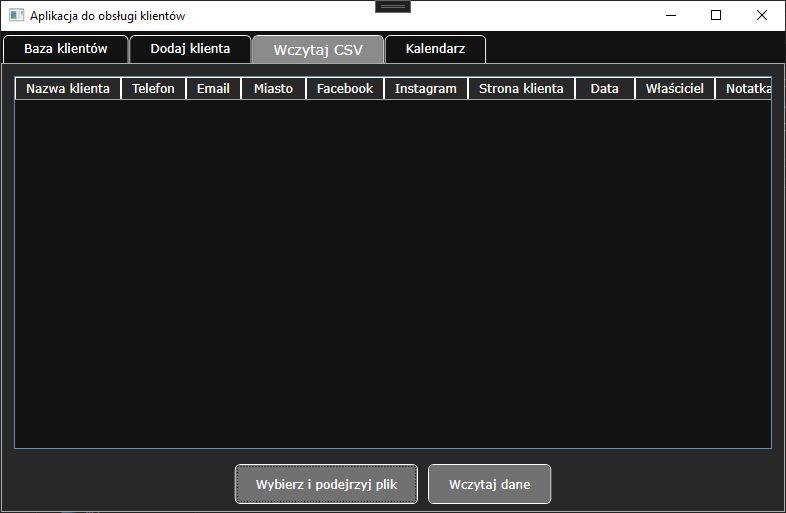 Aplikacja do obsługi klientów
Baza klientów Dodaj klienta Wczytaj CSV Kalendarz
Nazwa klienta Telefon Email Miasto Facebook Instagram Strona klienta Data Właściciel Notatka
Wybierz i podejrzyj plik Wczytaj dane